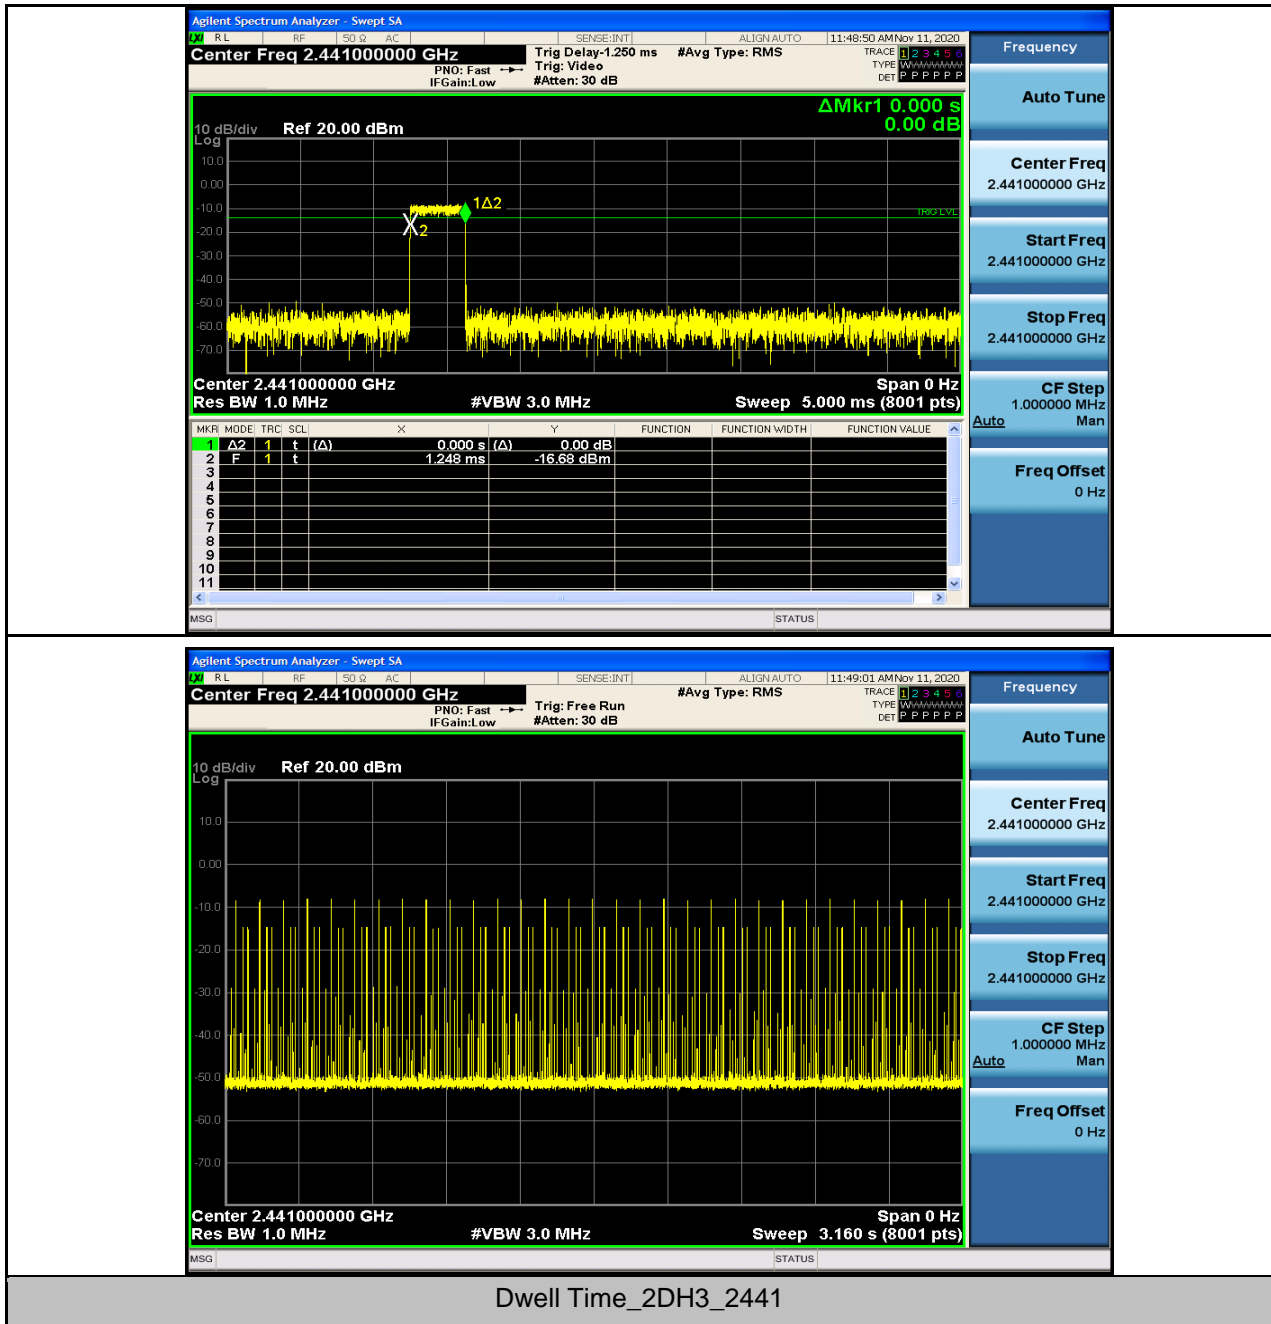 Agilent Spectrum Analyzer - Swept SA
LXI RL RF 50 Ω AC SENSE:INT ALIGN AUTO 11:48:50 AM Nov 11, 2020
Center Freq 2.441000000 GHz
PNO: Fast
IFGain:Low
Trig Delay-1.250 ms
Trig: Video
#Atten: 30 dB
#Avg Type: RMS
TRACE 1 2 3 4 5 6
TYPE WWWWWW
DET P P P P P P
Frequency
Auto Tune
ΔMkr1 0.000 s
0.00 dB
10 dB/div
Log
Ref 20.00 dBm
10.0
0.00
-10.0
-20.0
-30.0
-40.0
-50.0
-60.0
-70.0
1Δ2
X2
TRIG LVL
Center Freq
2.441000000 GHz
Start Freq
2.441000000 GHz
Stop Freq
2.441000000 GHz
CF Step
1.000000 MHz
Auto Man
Freq Offset
0 Hz
Center 2.441000000 GHz Span 0 Hz
Res BW 1.0 MHz #VBW 3.0 MHz Sweep 5.000 ms (8001 pts)
MKR MODE TRC SCL X Y FUNCTION FUNCTION WIDTH FUNCTION VALUE
1 Δ2 1 t (Δ) 0.000 s (Δ) 0.00 dB
2 F 1 t 1.248 ms -16.68 dBm
3
4
5
6
7
8
9
10
11
MSG STATUS
Agilent Spectrum Analyzer - Swept SA
LXI RL RF 50 Ω AC SENSE:INT ALIGN AUTO 11:49:01 AM Nov 11, 2020
Center Freq 2.441000000 GHz
PNO: Fast
IFGain:Low
Trig: Free Run
#Atten: 30 dB
#Avg Type: RMS
TRACE 1 2 3 4 5 6
TYPE WWWWWW
DET P P P P P P
Frequency
Auto Tune
10 dB/div
Log
Ref 20.00 dBm
10.0
0.00
-10.0
-20.0
-30.0
-40.0
-50.0
-60.0
-70.0
Center Freq
2.441000000 GHz
Start Freq
2.441000000 GHz
Stop Freq
2.441000000 GHz
CF Step
1.000000 MHz
Auto Man
Freq Offset
0 Hz
Center 2.441000000 GHz Span 0 Hz
Res BW 1.0 MHz #VBW 3.0 MHz Sweep 3.160 s (8001 pts)
MSG STATUS
Dwell Time_2DH3_2441